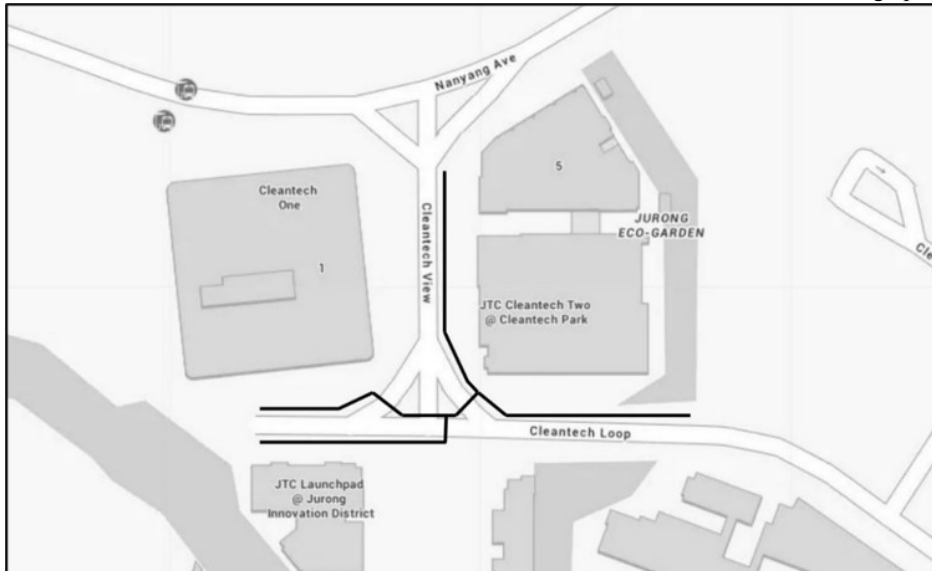 Nanyang Ave
Cleantech
One
5
Cleantech View
JURONG
ECO-GARDEN
1
JTC Cleantech Two
@ Cleantech Park
Cle
Cleantech Loop
JTC Launchpad
@ Jurong
Innovation District